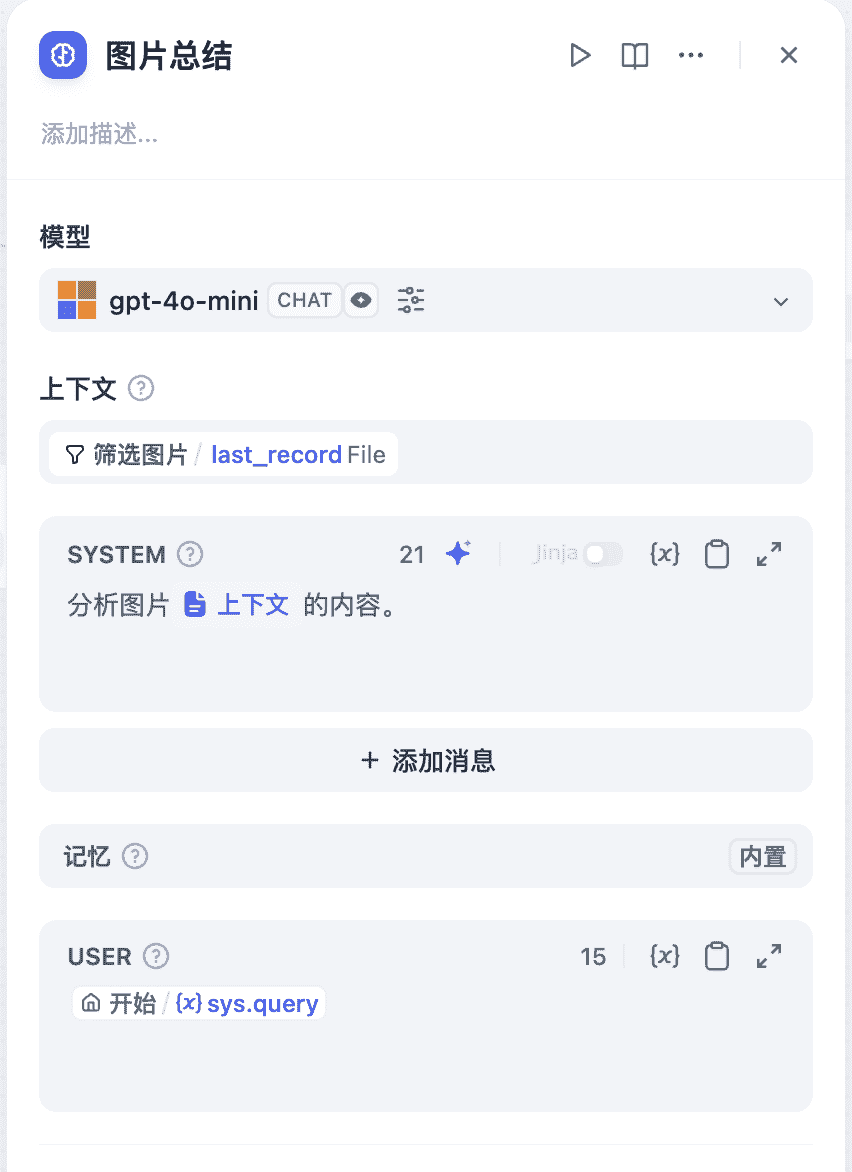 图片总结
添加描述...
模型
gpt-4o-mini CHAT
上下文
筛选图片 / last_record File
SYSTEM 21 Jinja {x}
分析图片 上下文 的内容。
+ 添加消息
记忆 内置
USER 15 {x}
开始 / {x} sys.query